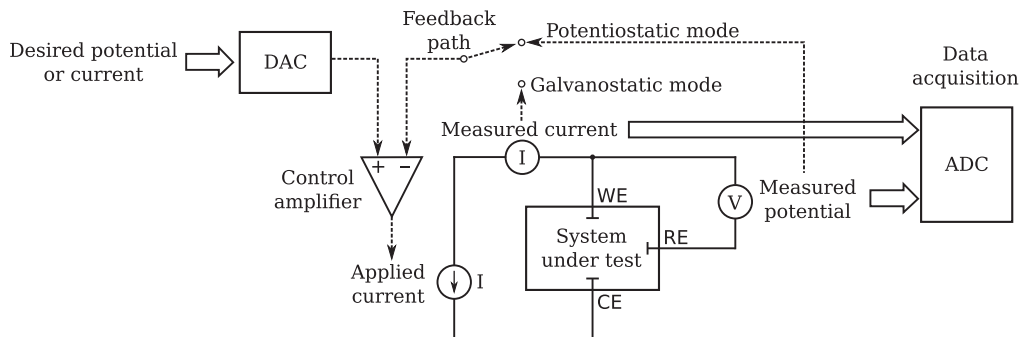 Desired potential
or current
DAC
Feedback
path
Potentiostatic mode
Galvanostatic mode
Data
acquisition
Measured current
ADC
+ −
I
Control
amplifier
WE
V
Measured
potential
System
under test
RE
Applied
current
I
CE